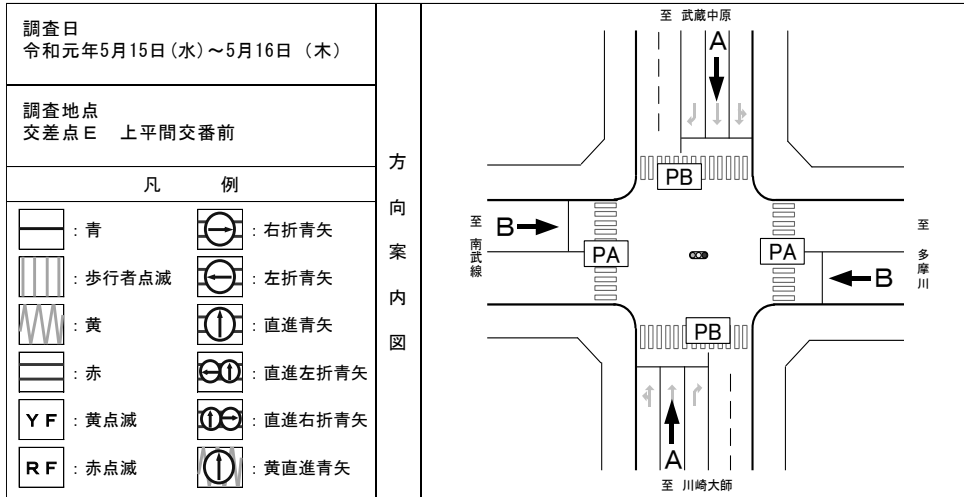 調査日
令和元年5月15日(水)~5月16日 (木)
調査地点
交差点E 上平間交番前
凡 例
: 青
: 右折青矢
: 歩行者点滅
: 左折青矢
: 黄
: 直進青矢
: 赤
: 直進左折青矢
YF
: 黄点滅
: 直進右折青矢
RF
: 赤点滅
: 黄直進青矢
方向案内図
至 武蔵中原
A
PB
至 南武線
B
PA
PA
B
至 多摩川
PB
A
至 川崎大師